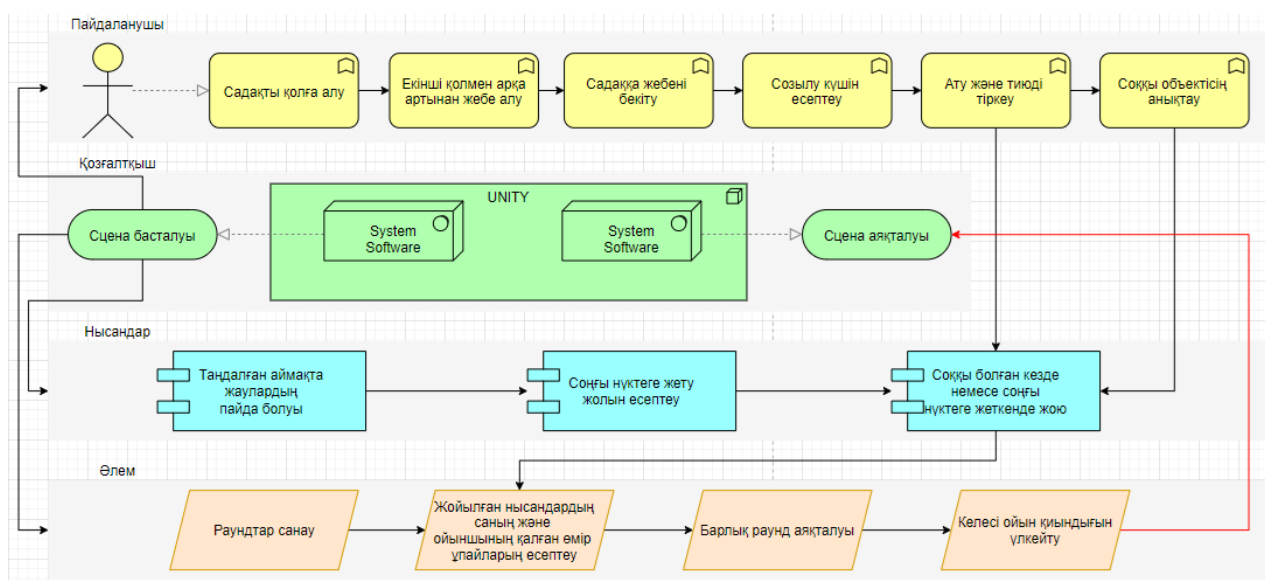 Пайдаланушы
Садақты қолға алу
Екінші қолмен арқа
артынан жебе алу
Садаққа жебені
бекіту
Созылу күшін
есептеу
Ату және тиюді
тіркеу
Соққы объектісің
анықтау
Қозғалтқыш
UNITY
Сцена басталуы
System
Software
System
Software
Сцена аяқталуы
Нысандар
Таңдалған аймақта
жаулардың
пайда болуы
Соңғы нүктеге жету
жолын есептеу
Соққы болған кезде
немесе соңғы
нүктеге жеткенде жою
Әлем
Раундтар санау
Жойылған нысандардың
саның және
ойыншының қалған өмір
ұпайларың есептеу
Барлық раунд аяқталуы
Келесі ойын қиындығын
үлкейту